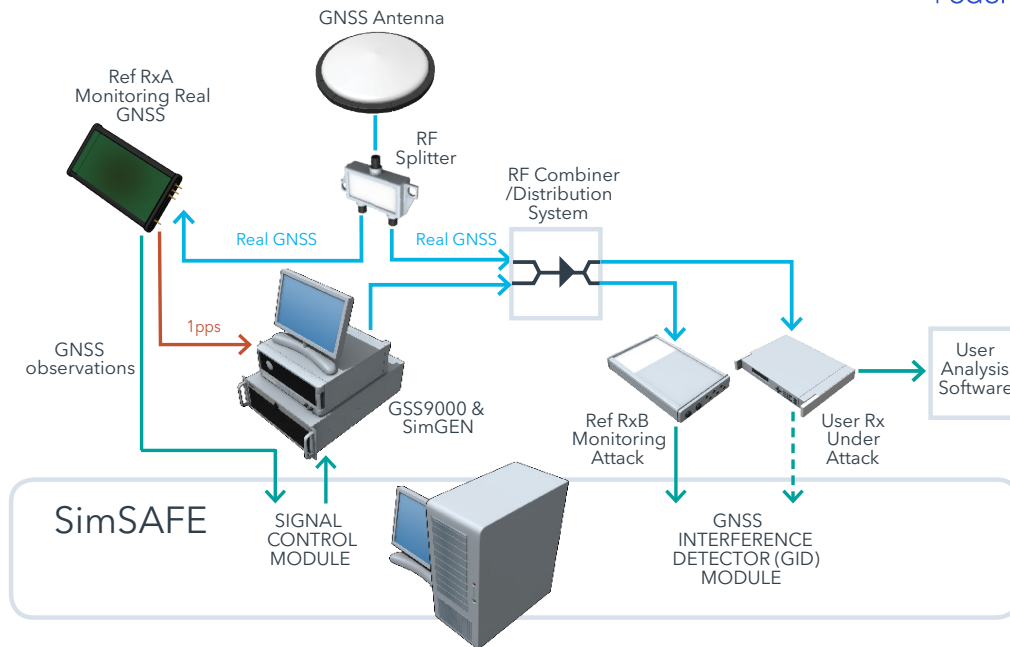 GNSS Antenna
Ref RxA
Monitoring Real
GNSS
RF
Splitter
RF Combiner
/Distribution
System
Real GNSS
Real GNSS
1pps
GNSS
observations
GSS9000 &
SimGEN
Ref RxB
Monitoring
Attack
User Rx
Under
Attack
User
Analysis
Software
SimSAFE
SIGNAL
CONTROL
MODULE
GNSS
INTERFERENCE
DETECTOR (GID)
MODULE